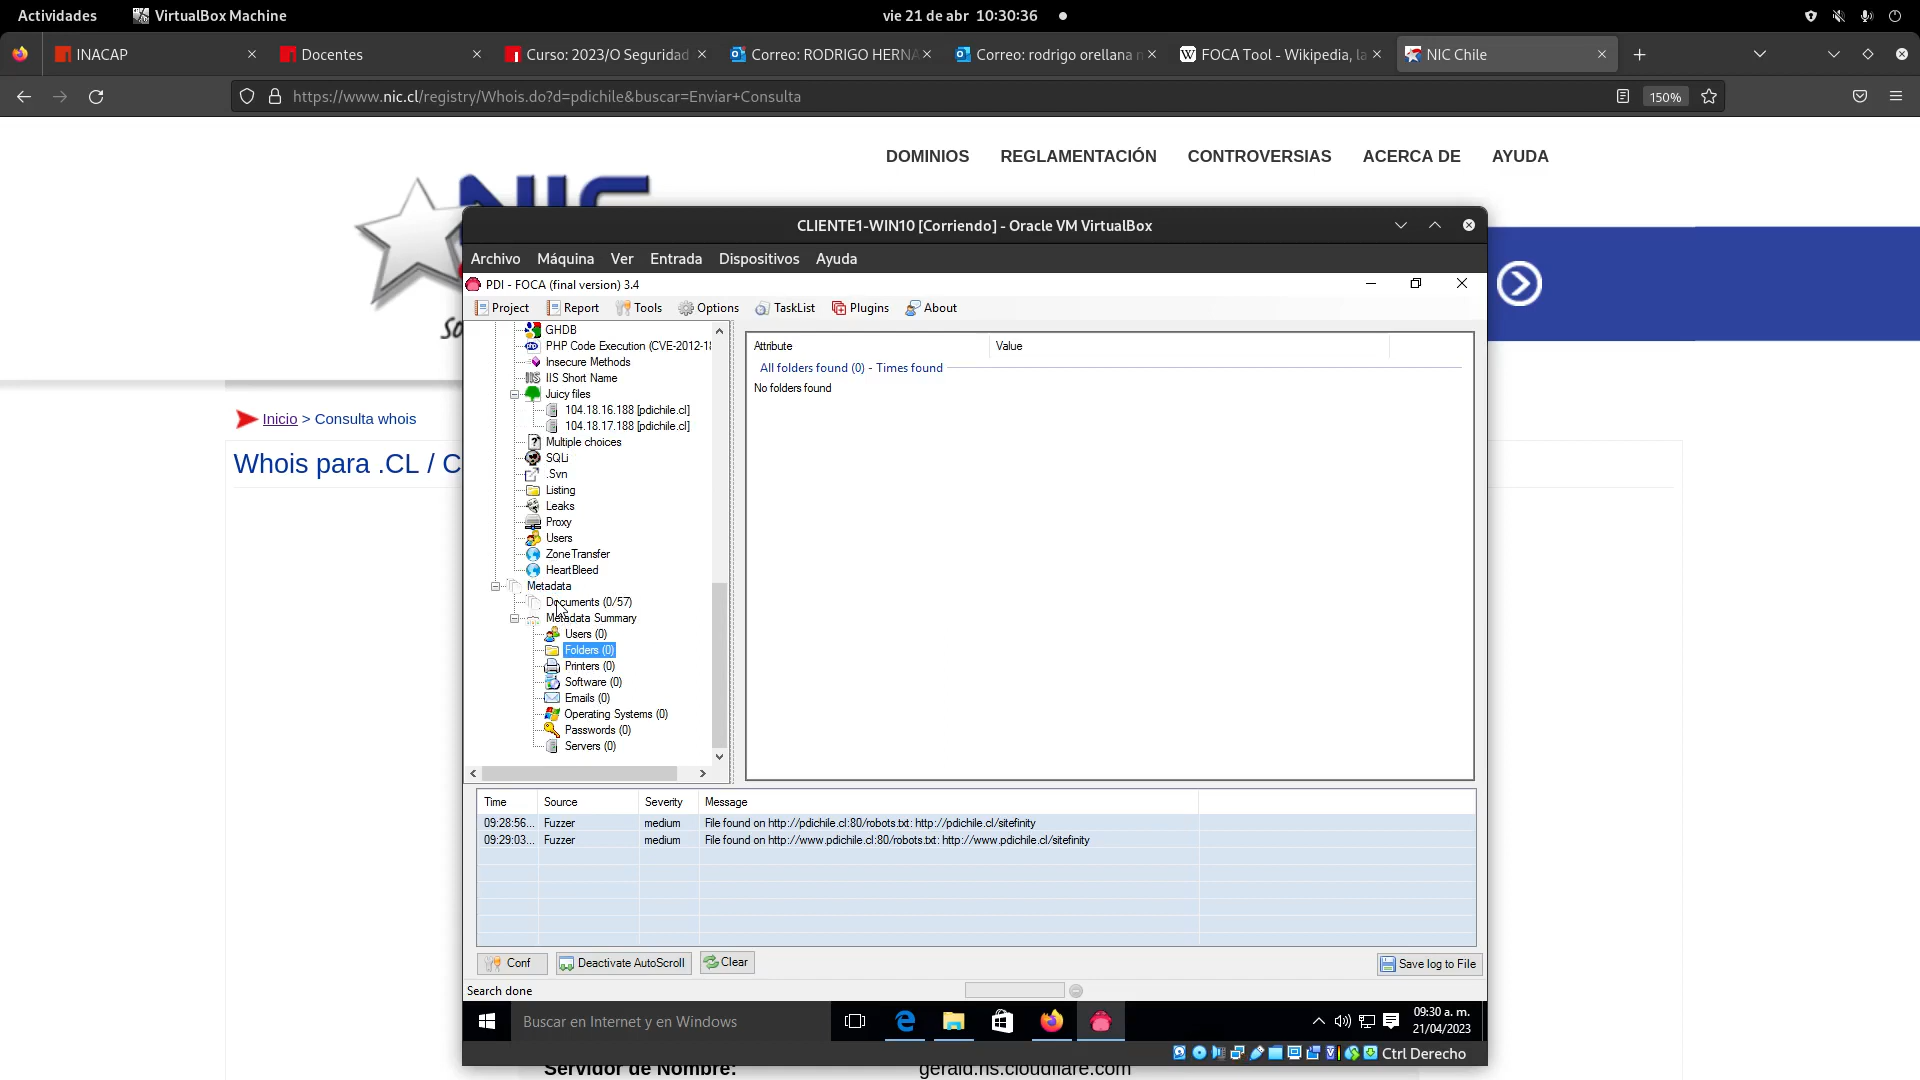 Actividades
VirtualBox Machine
vie 21 de abr 10:30:36
INACAP
Docentes
Curso: 2023/O Seguridad
Correo: RODRIGO HERNA
Correo: rodrigo orellana
FOCA Tool - Wikipedia, la
NIC Chile
https://www.nic.cl/registry/Whois.do?d=pdichile&buscar=Enviar+Consulta
150%
DOMINIOS
REGLAMENTACIÓN
CONTROVERSIAS
ACERCA DE
AYUDA
NIC
So
Inicio > Consulta whois
Whois para .CL / C
CLIENTE1-WIN10 [Corriendo] - Oracle VM VirtualBox
Archivo
Máquina
Ver
Entrada
Dispositivos
Ayuda
PDI - FOCA (final version) 3.4
Project
Report
Tools
Options
TaskList
Plugins
About
GHDB
PHP Code Execution (CVE-2012-18
Insecure Methods
IIS Short Name
Juicy files
104.18.16.188 [pdichile.cl]
104.18.17.188 [pdichile.cl]
Multiple choices
SQLi
.Svn
Listing
Leaks
Proxy
Users
ZoneTransfer
HeartBleed
Metadata
Documents (0/57)
Metadata Summary
Users (0)
Folders (0)
Printers (0)
Software (0)
Emails (0)
Operating Systems (0)
Passwords (0)
Servers (0)
Attribute
Value
All folders found (0) - Times found
No folders found
Time
Source
Severity
Message
09:28:56...
Fuzzer
medium
File found on http://pdichile.cl:80/robots.txt: http://pdichile.cl/sitefinity
09:29:03...
Fuzzer
medium
File found on http://www.pdichile.cl:80/robots.txt: http://www.pdichile.cl/sitefinity
Conf
Deactivate AutoScroll
Clear
Save log to File
Search done
Buscar en Internet y en Windows
09:30 a. m.
21/04/2023
Ctrl Derecho
Servidor de Nombre:
gerald.ns.cloudflare.com